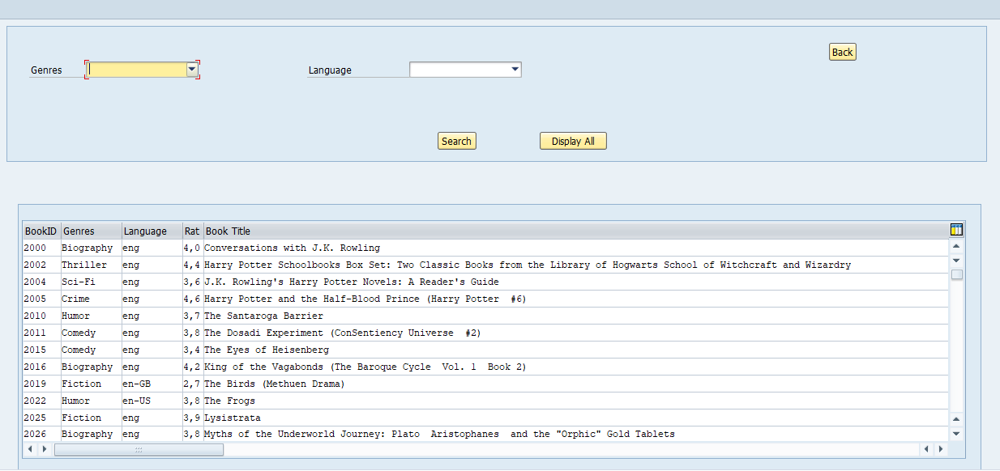 Back
Genres Language
Search Display All
BookID Genres Language Rat Book Title
2000 Biography eng 4,0 Conversations with J.K. Rowling
2002 Thriller eng 4,4 Harry Potter Schoolbooks Box Set: Two Classic Books from the Library of Hogwarts School of Witchcraft and Wizardry
2004 Sci-Fi eng 3,6 J.K. Rowling's Harry Potter Novels: A Reader's Guide
2005 Crime eng 4,6 Harry Potter and the Half-Blood Prince (Harry Potter  #6)
2010 Humor eng 3,7 The Santaroga Barrier
2011 Comedy eng 3,8 The Dosadi Experiment (ConSentiency Universe  #2)
2015 Comedy eng 3,4 The Eyes of Heisenberg
2016 Biography eng 4,2 King of the Vagabonds (The Baroque Cycle  Vol. 1  Book 2)
2019 Fiction en-GB 2,7 The Birds (Methuen Drama)
2022 Humor en-US 3,8 The Frogs
2025 Fiction eng 3,9 Lysistrata
2026 Biography eng 3,8 Myths of the Underworld Journey: Plato  Aristophanes  and the "Orphic" Gold Tablets